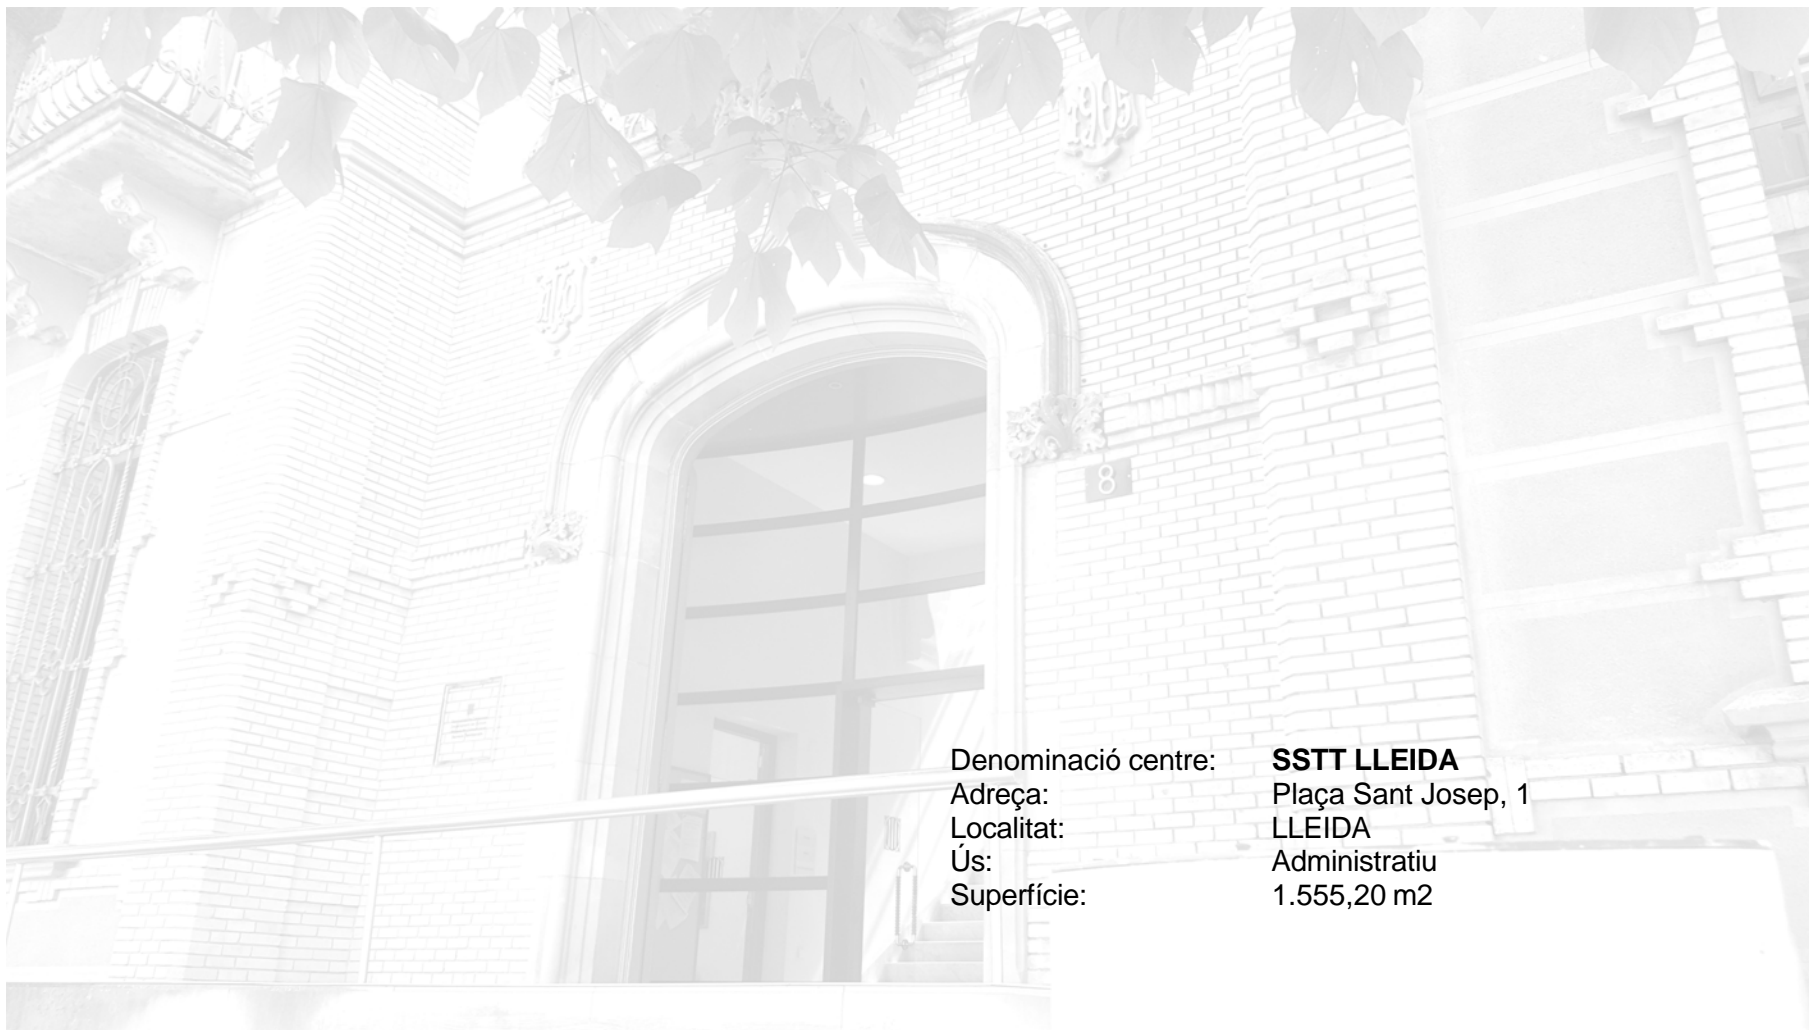 1905
8
Denominació centre: SSTT LLEIDA
Adreça: Plaça Sant Josep, 1
Localitat: LLEIDA
Ús: Administratiu
Superfície: 1.555,20 m2